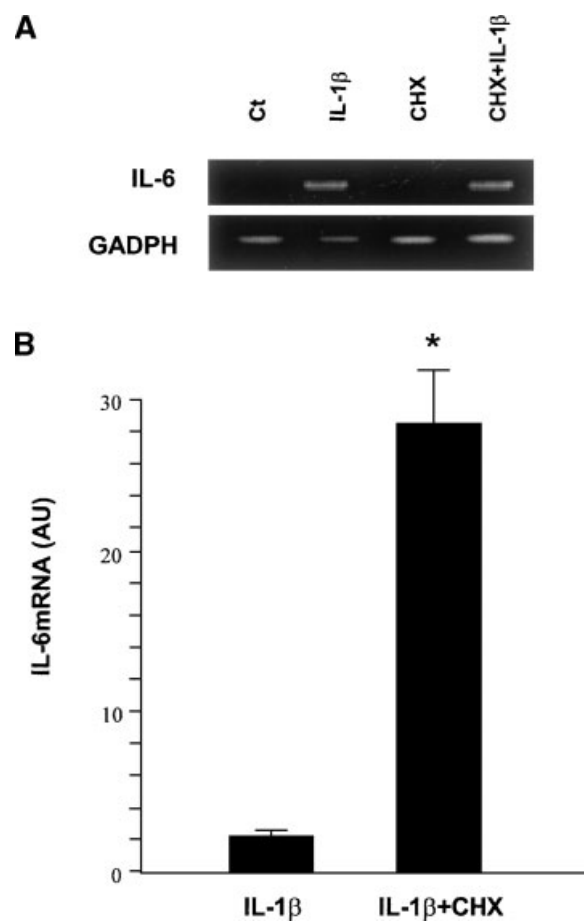 A
Ct
IL-1β
CHX
CHX+IL-1β
IL-6
GADPH
B
*
30
20
10
0
IL-6mRNA (AU)
IL-1β
IL-1β+CHX